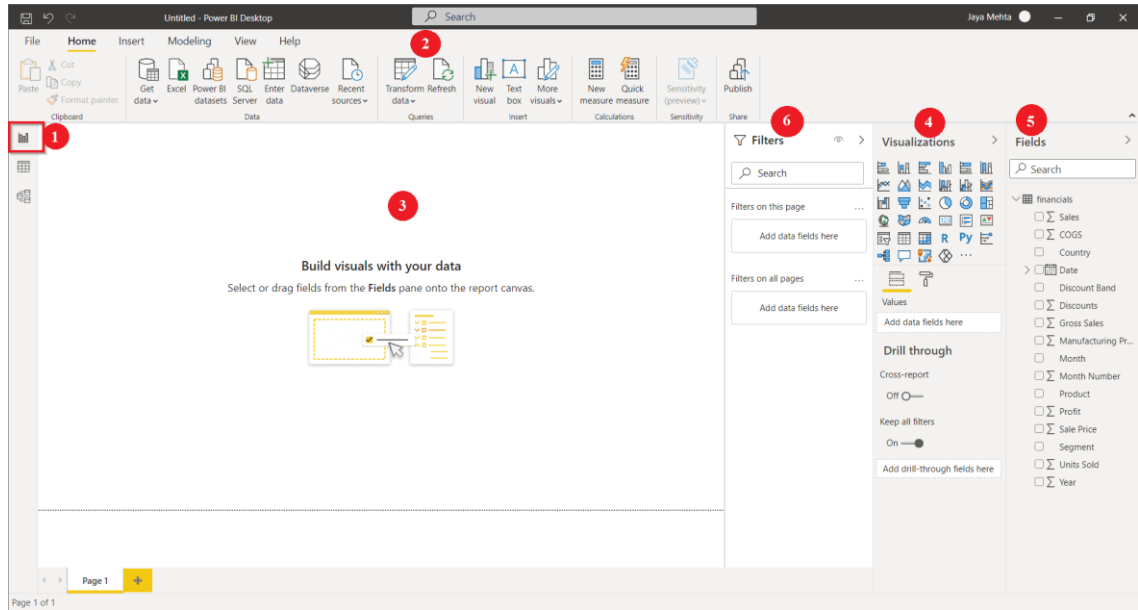 Untitled - Power BI Desktop
Search
Jaya Mehta
File Home Insert Modeling View Help
2
Paste
Cut
Copy
Format painter
Clipboard
Get data
Excel
Power BI datasets
SQL Server
Enter data
Dataverse
Recent sources
Data
Transform data
Refresh
Queries
New visual
Text box
More visuals
Insert
New measure
Quick measure
Calculations
Sensitivity (preview)
Sensitivity
Publish
Share
1
3
Build visuals with your data
Select or drag fields from the Fields pane onto the report canvas.
6
Filters
Search
Filters on this page ...
Add data fields here
Filters on all pages ...
Add data fields here
4
Visualizations
R Py
...
Values
Add data fields here
Drill through
Cross-report
Off
Keep all filters
On
Add drill-through fields here
5
Fields
Search
financials
∑ Sales
∑ COGS
Country
Date
Discount Band
∑ Discounts
∑ Gross Sales
∑ Manufacturing Pr...
Month
∑ Month Number
Product
∑ Profit
∑ Sale Price
Segment
∑ Units Sold
∑ Year
Page 1
+
Page 1 of 1